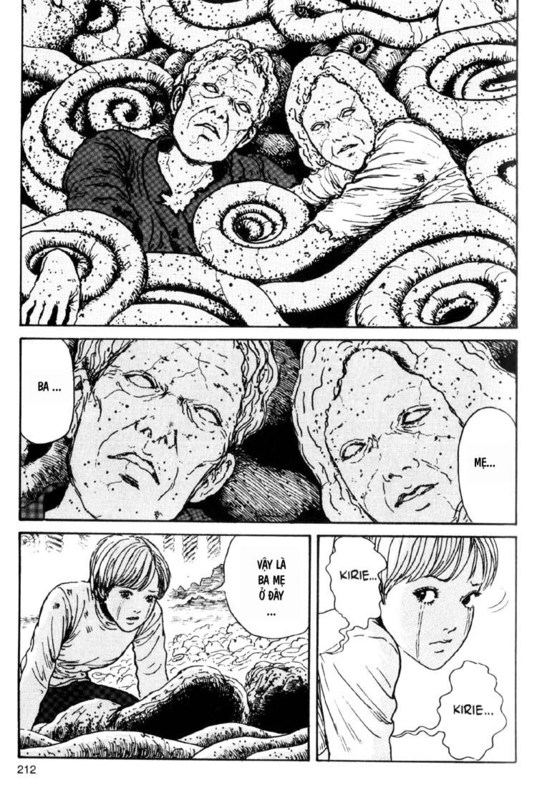 BA ...
MẸ...
VẬY LÀ
BA MẸ
Ở ĐÂY
...
KIRIE...
KIRIE...
212